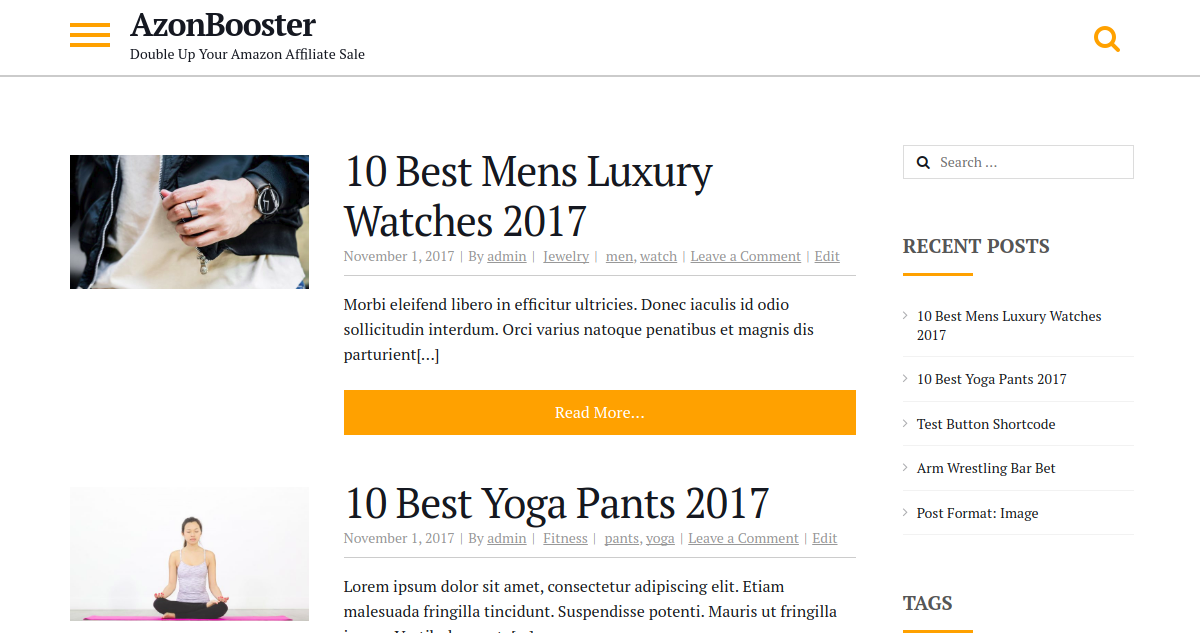 AzonBooster
Double Up Your Amazon Affiliate Sale
10 Best Mens Luxury
Watches 2017
November 1, 2017 | By admin | Jewelry | men, watch | Leave a Comment | Edit
Morbi eleifend libero in efficitur ultricies. Donec iaculis id odio
sollicitudin interdum. Orci varius natoque penatibus et magnis dis
parturient[…]
Read More…
10 Best Yoga Pants 2017
November 1, 2017 | By admin | Fitness | pants, yoga | Leave a Comment | Edit
Lorem ipsum dolor sit amet, consectetur adipiscing elit. Etiam
malesuada fringilla tincidunt. Suspendisse potenti. Mauris ut fringilla
Search …
RECENT POSTS
10 Best Mens Luxury Watches
2017
10 Best Yoga Pants 2017
Test Button Shortcode
Arm Wrestling Bar Bet
Post Format: Image
TAGS